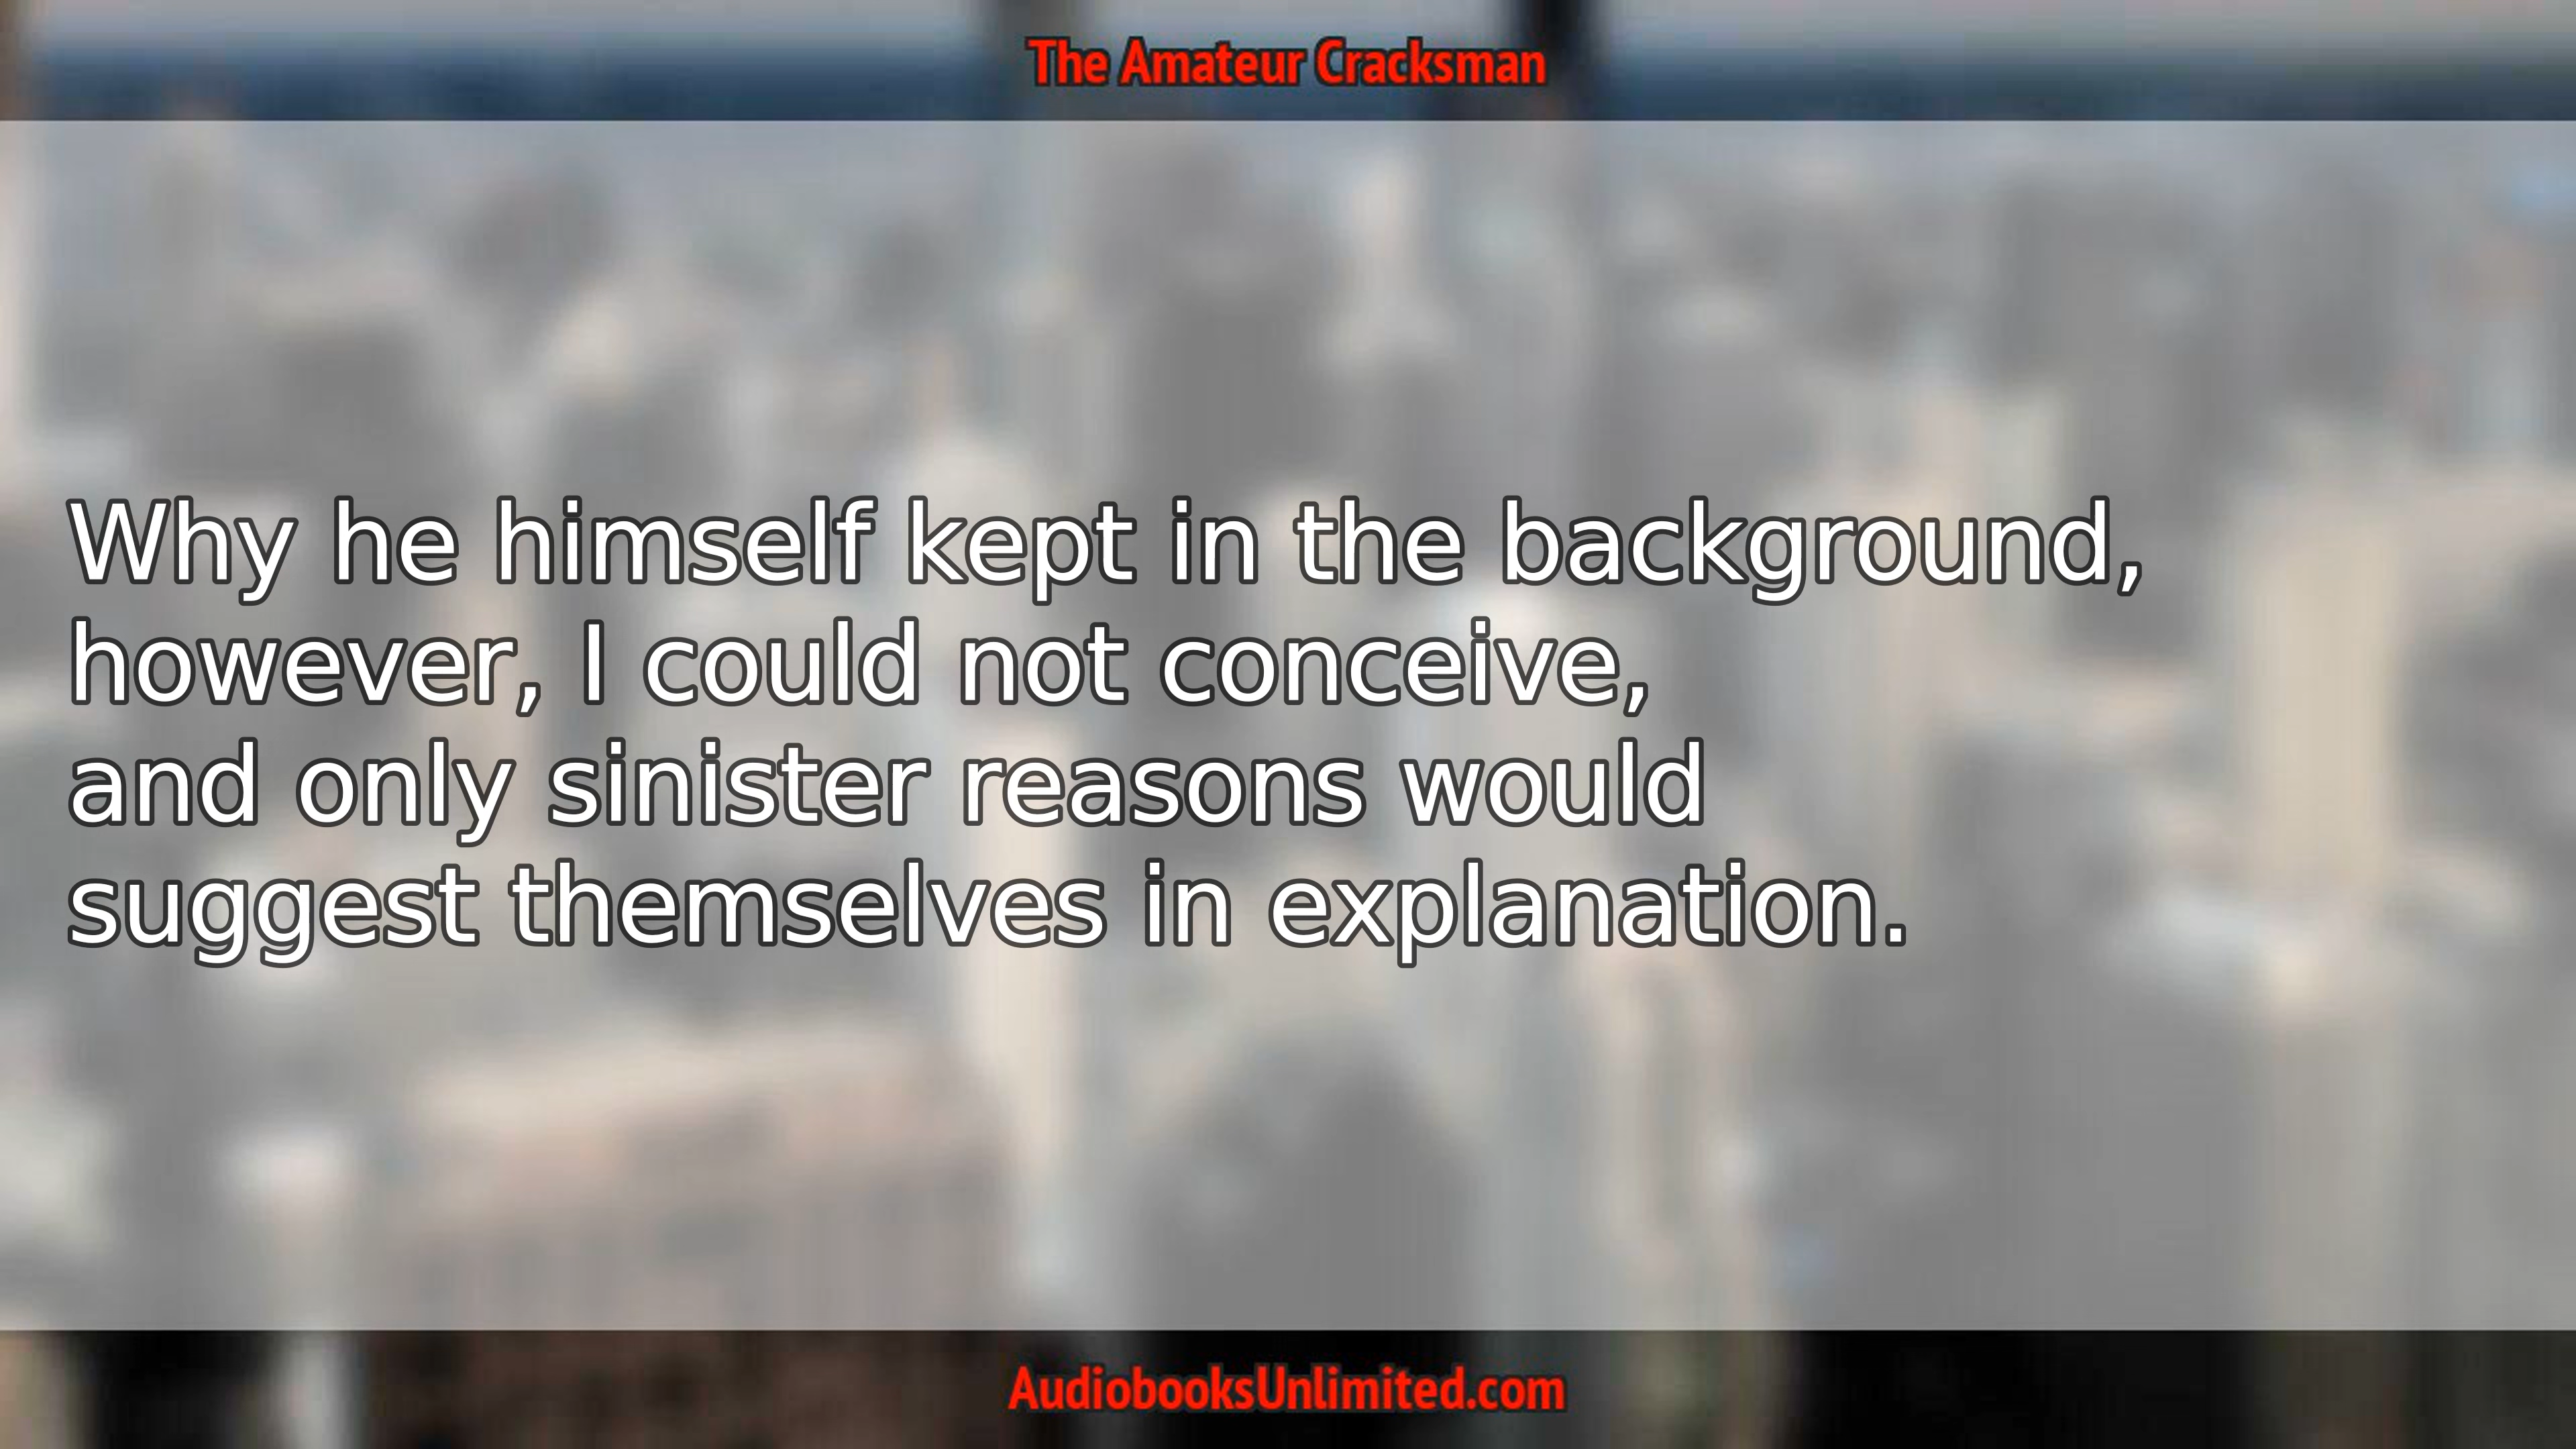 The Amateur Cracksman
Why he himself kept in the background,
however, I could not conceive,
and only sinister reasons would
suggest themselves in explanation.
AudiobooksUnlimited.com